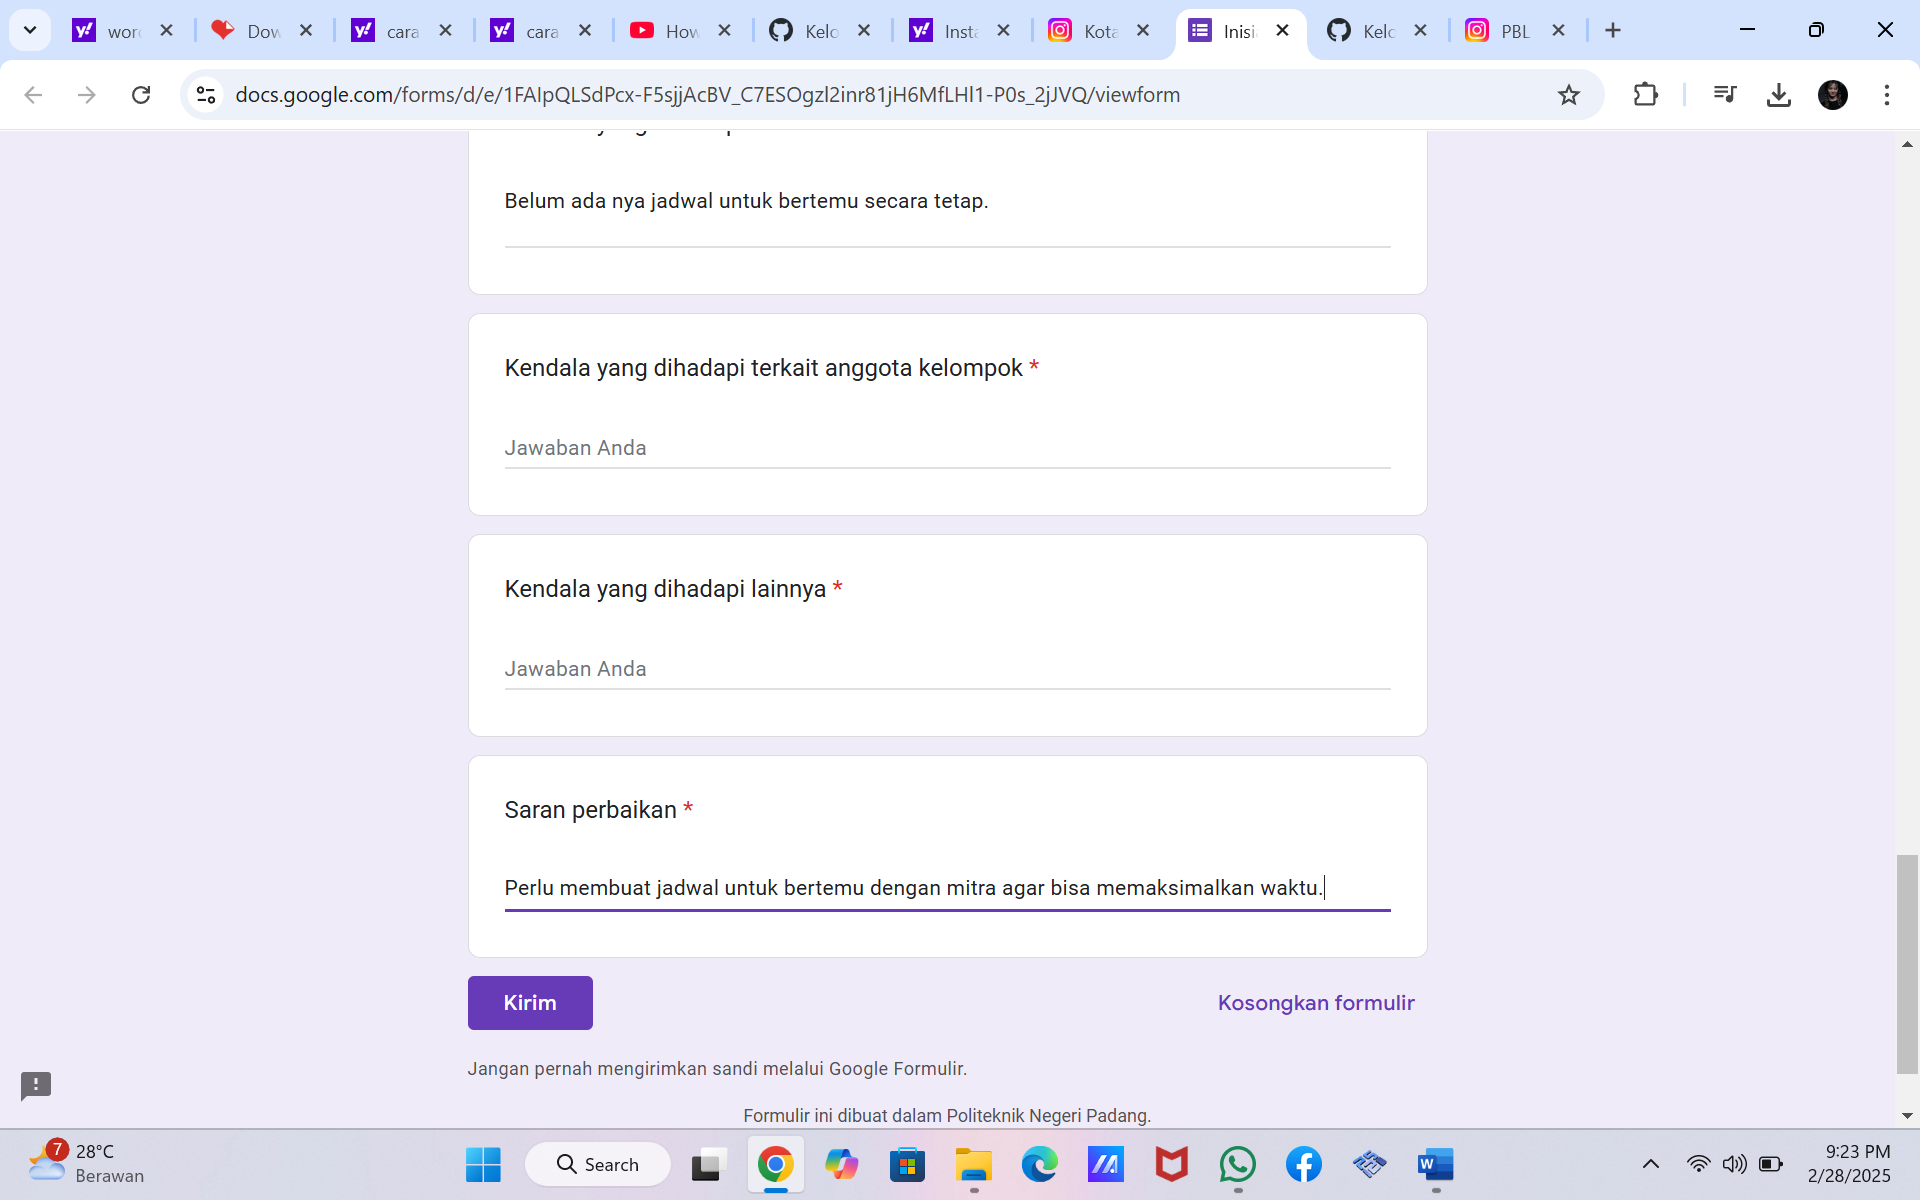 wor
Dow
cara
cara
How
Kelo
Insta
Kota
Inisi
Kelo
PBL
docs.google.com/forms/d/e/1FAIpQLSdPcx-F5sjjAcBV_C7ESOgzl2inr81jH6MfLHl1-P0s_2jJVQ/viewform
Belum ada nya jadwal untuk bertemu secara tetap.
Kendala yang dihadapi terkait anggota kelompok *
Jawaban Anda
Kendala yang dihadapi lainnya *
Jawaban Anda
Saran perbaikan *
Perlu membuat jadwal untuk bertemu dengan mitra agar bisa memaksimalkan waktu.
Kirim
Kosongkan formulir
Jangan pernah mengirimkan sandi melalui Google Formulir.
Formulir ini dibuat dalam Politeknik Negeri Padang.
7
28°C
Berawan
Search
9:23 PM
2/28/2025